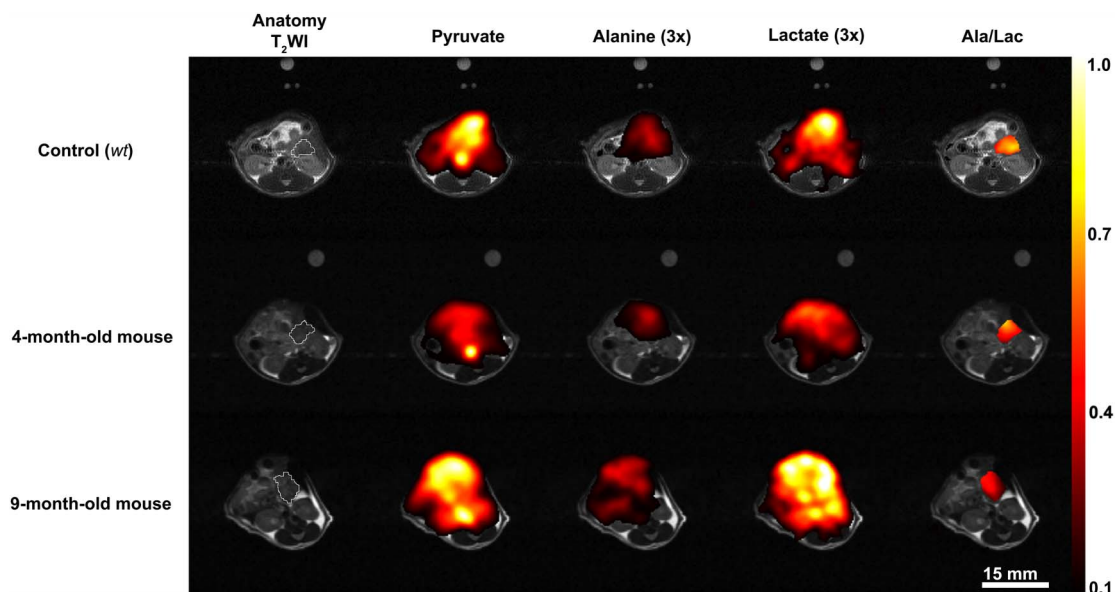 Anatomy
T₂WI
Pyruvate
Alanine (3x)
Lactate (3x)
Ala/Lac
Control (wt)
4-month-old mouse
9-month-old mouse
1.0
0.7
0.4
0.1
15 mm